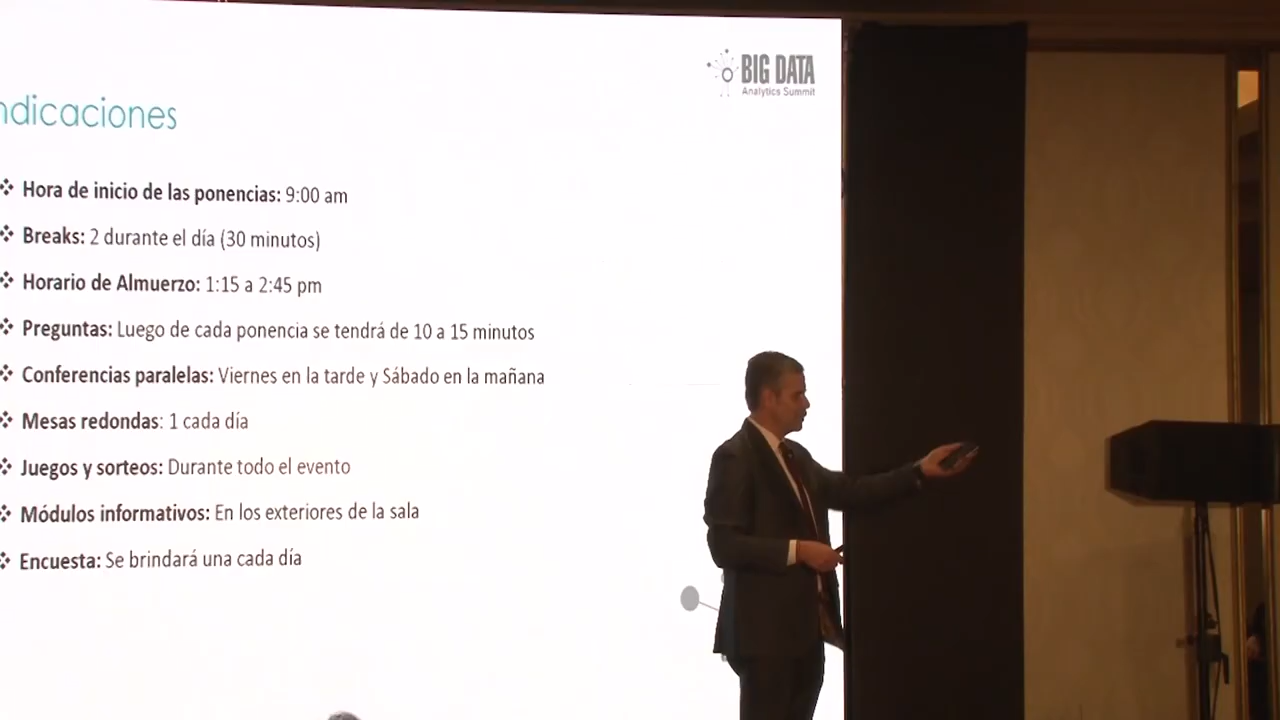 BIG DATA
Analytics Summit
ndicaciones
Hora de inicio de las ponencias: 9:00 am
Breaks: 2 durante el día (30 minutos)
Horario de Almuerzo: 1:15 a 2:45 pm
Preguntas: Luego de cada ponencia se tendrá de 10 a 15 minutos
Conferencias paralelas: Viernes en la tarde y Sábado en la mañana
Mesas redondas: 1 cada día
Juegos y sorteos: Durante todo el evento
Módulos informativos: En los exteriores de la sala
Encuesta: Se brindará una cada día